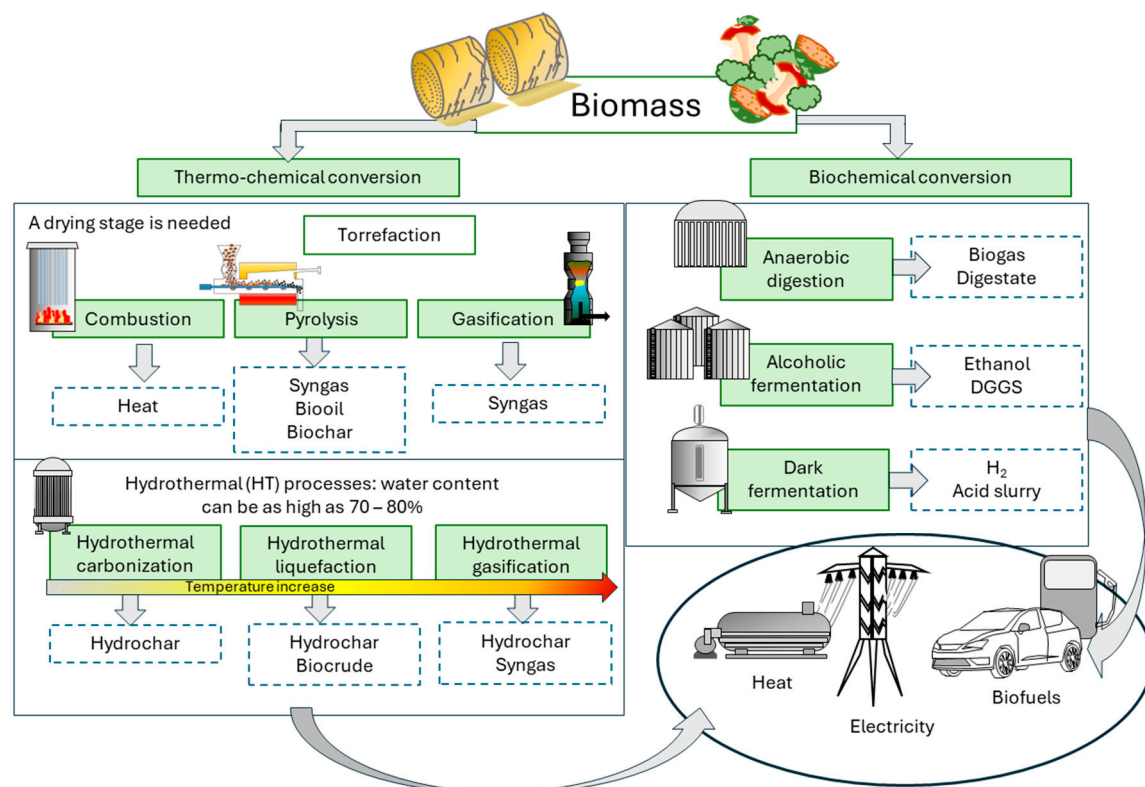 Biomass
Thermo-chemical conversion
Biochemical conversion
A drying stage is needed
Torrefaction
Combustion
Pyrolysis
Gasification
Heat
Syngas
Biooil
Biochar
Syngas
Hydrothermal (HT) processes: water content
can be as high as 70 – 80%
Hydrothermal
carbonization
Hydrothermal
liquefaction
Hydrothermal
gasification
Temperature increase
Hydrochar
Hydrochar
Biocrude
Hydrochar
Syngas
Anaerobic
digestion
Biogas
Digestate
Alcoholic
fermentation
Ethanol
DGGS
Dark
fermentation
H₂
Acid slurry
Heat
Electricity
Biofuels